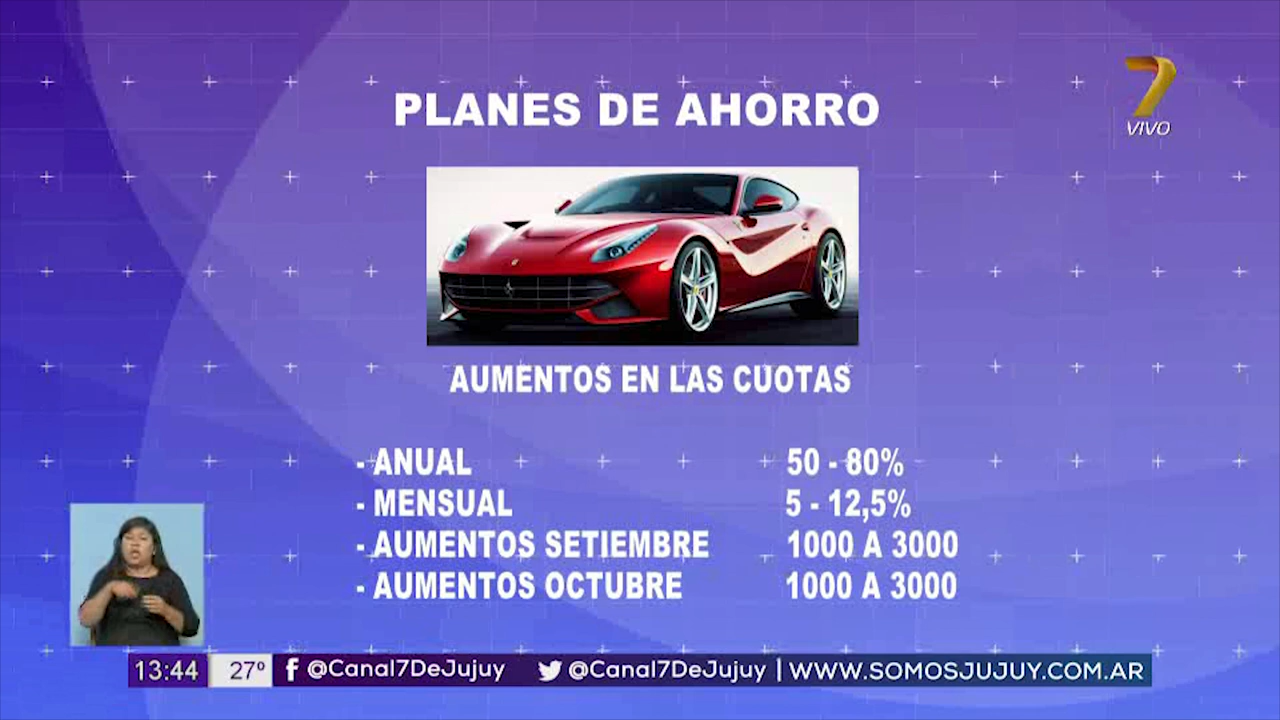 PLANES DE AHORRO
7
VIVO
AUMENTOS EN LAS CUOTAS
- ANUAL 50 - 80%
- MENSUAL 5 - 12,5%
- AUMENTOS SETIEMBRE 1000 A 3000
- AUMENTOS OCTUBRE 1000 A 3000
13:44 27º @Canal7DeJujuy @Canal7DeJujuy | WWW.SOMOSJUJUY.COM.AR